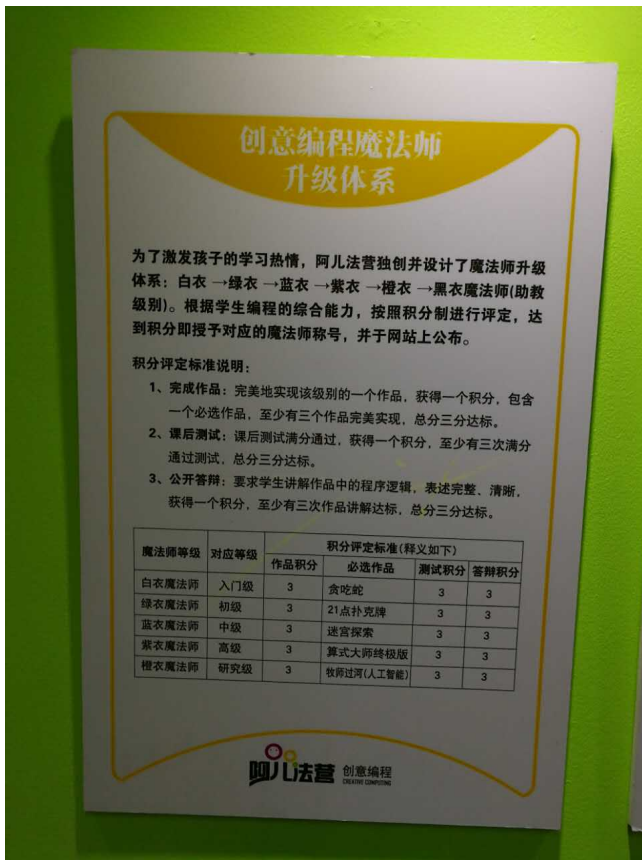 创意编程魔法师
升级体系
为了激发孩子的学习热情，阿儿法营独创并设计了魔法师升级
体系：白衣→绿衣→蓝衣→紫衣→橙衣→黑衣魔法师(助教
级别)。根据学生编程的综合能力，按照积分制进行评定，达
到积分即授予对应的魔法师称号，并于网站上公布。
积分评定标准说明：
1、完成作品：完美地实现该级别的一个作品，获得一个积分，包含
一个必选作品，至少有三个作品完美实现，总分三分达标。
2、课后测试：课后测试满分通过，获得一个积分，至少有三次满分
通过测试，总分三分达标。
3、公开答辩：要求学生讲解作品中的程序逻辑，表述完整、清晰，
获得一个积分，至少有三次作品讲解达标，总分三分达标。
魔法师等级 对应等级 积分评定标准(释义如下)
作品积分 必选作品 测试积分 答辩积分
白衣魔法师 入门级 3 贪吃蛇 3 3
绿衣魔法师 初级 3 21点扑克牌 3 3
蓝衣魔法师 中级 3 迷宫探索 3 3
紫衣魔法师 高级 3 算式大师终极版 3 3
橙衣魔法师 研究级 3 牧师过河(人工智能) 3 3
阿儿法营 创意编程
CREATIVE COMPUTING